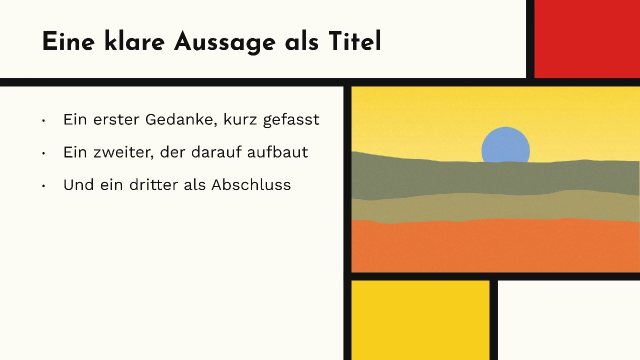 Eine klare Aussage als Titel
· Ein erster Gedanke, kurz gefasst
· Ein zweiter, der darauf aufbaut
· Und ein dritter als Abschluss